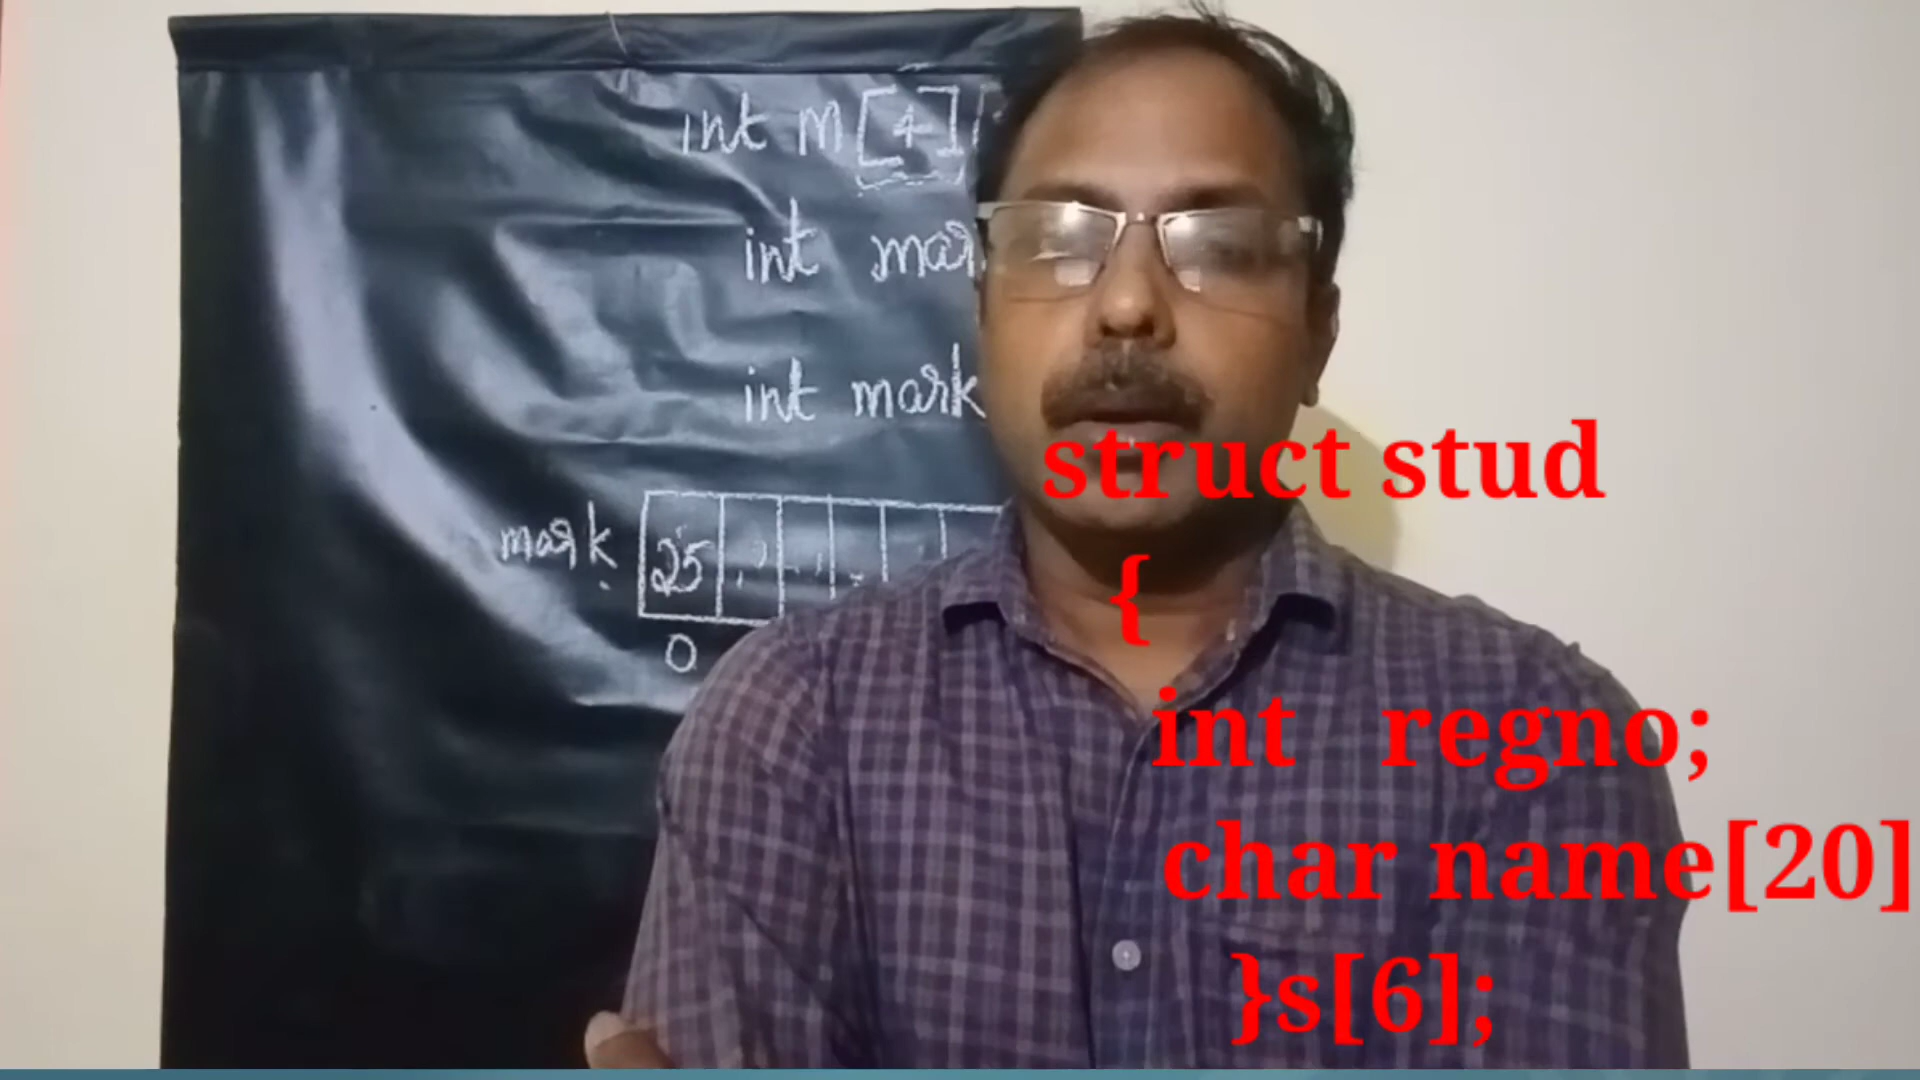 int m[4]
int mar
int mark
mark 25
0
struct stud
{
int regno;
char name[20]
}s[6];